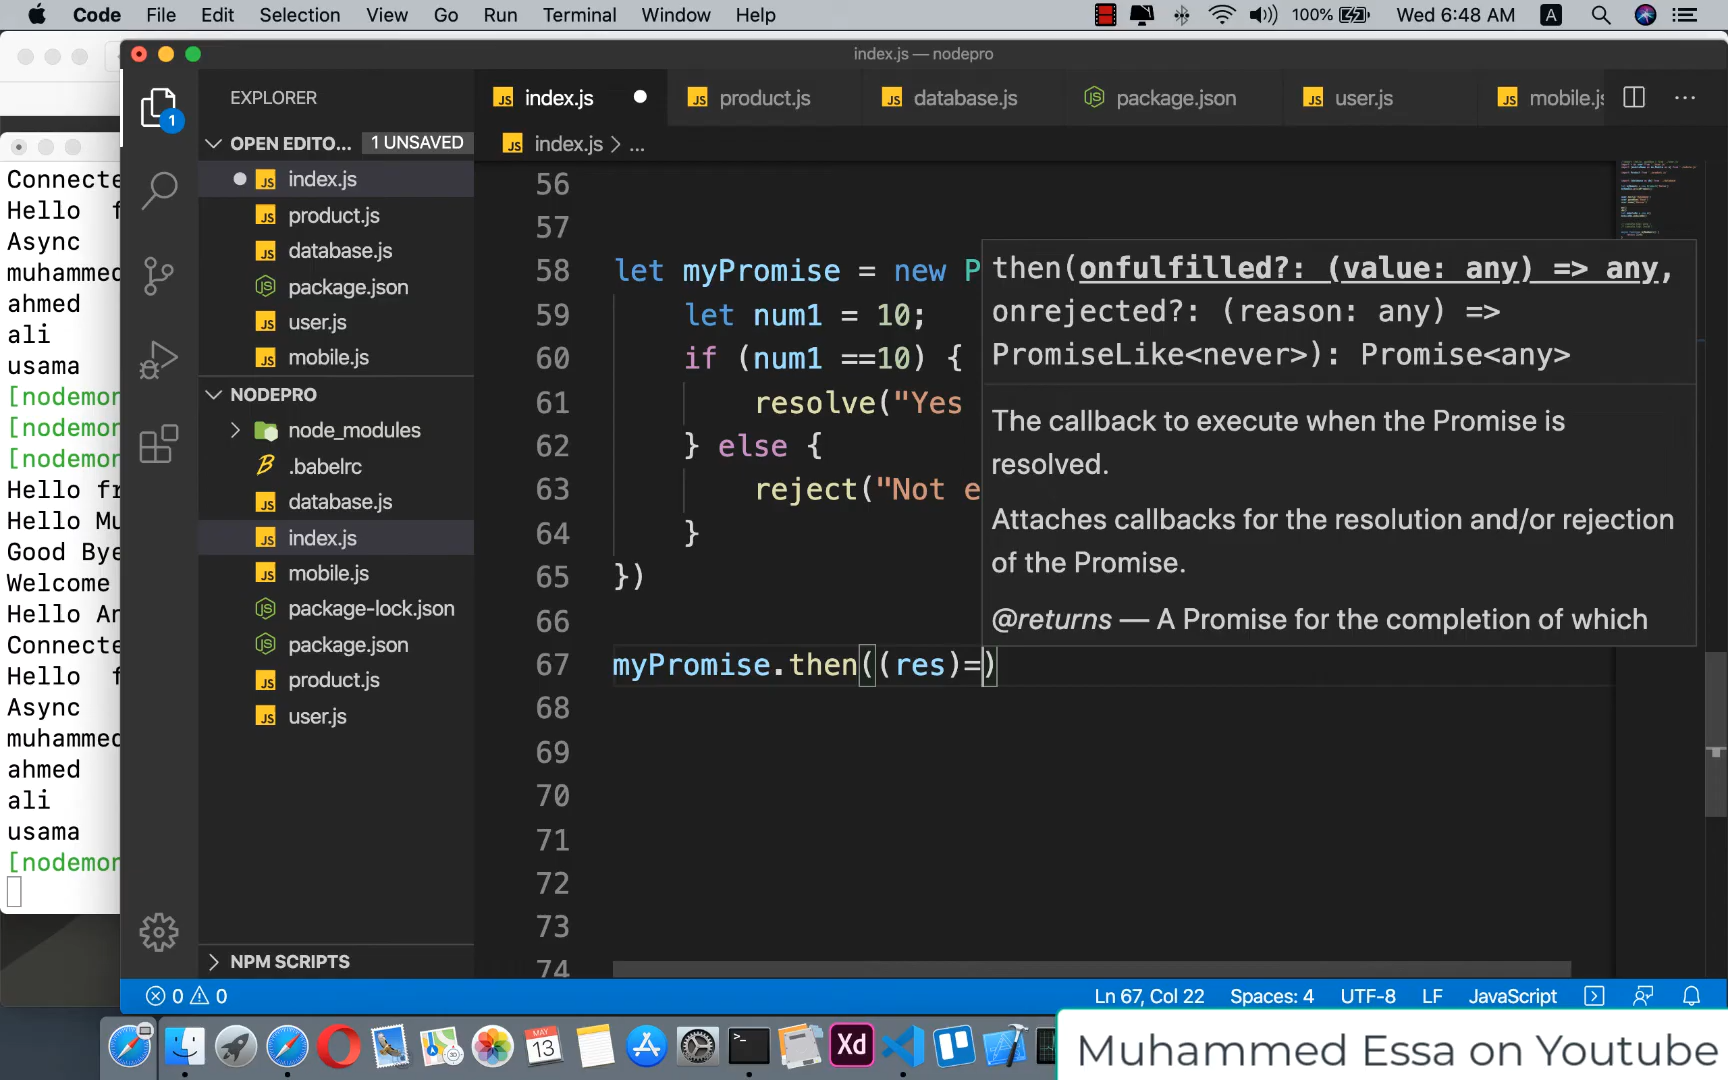 Code File Edit Selection View Go Run Terminal Window Help 100% Wed 6:48 AM A
index.js — nodepro
EXPLORER
1
OPEN EDITO... 1 UNSAVED
index.js
product.js
database.js
package.json
user.js
mobile.js
NODEPRO
node_modules
.babelrc
database.js
index.js
mobile.js
package-lock.json
package.json
product.js
user.js
NPM SCRIPTS
index.js product.js database.js package.json user.js mobile.js ...
index.js > ...
56
57
58 let myPromise = new P
59 let num1 = 10;
60 if (num1 ==10) {
61 resolve("Yes
62 } else {
63 reject("Not e
64 }
65 })
66
67 myPromise.then((res)=)
68
69
70
71
72
73
74
then(onfulfilled?: (value: any) => any,
onrejected?: (reason: any) =>
PromiseLike<never>): Promise<any>
The callback to execute when the Promise is
resolved.
Attaches callbacks for the resolution and/or rejection
of the Promise.
@returns — A Promise for the completion of which
Connecte
Hello f
Async
muhammed
ahmed
ali
usama
[nodemon
[nodemon
[nodemon
Hello fr
Hello Mu
Good Bye
Welcome
Hello Ar
Connecte
Hello f
Async
muhammed
ahmed
ali
usama
[nodemon
0 0 Ln 67, Col 22 Spaces: 4 UTF-8 LF JavaScript
MAY
13
Xd
Muhammed Essa on Youtube